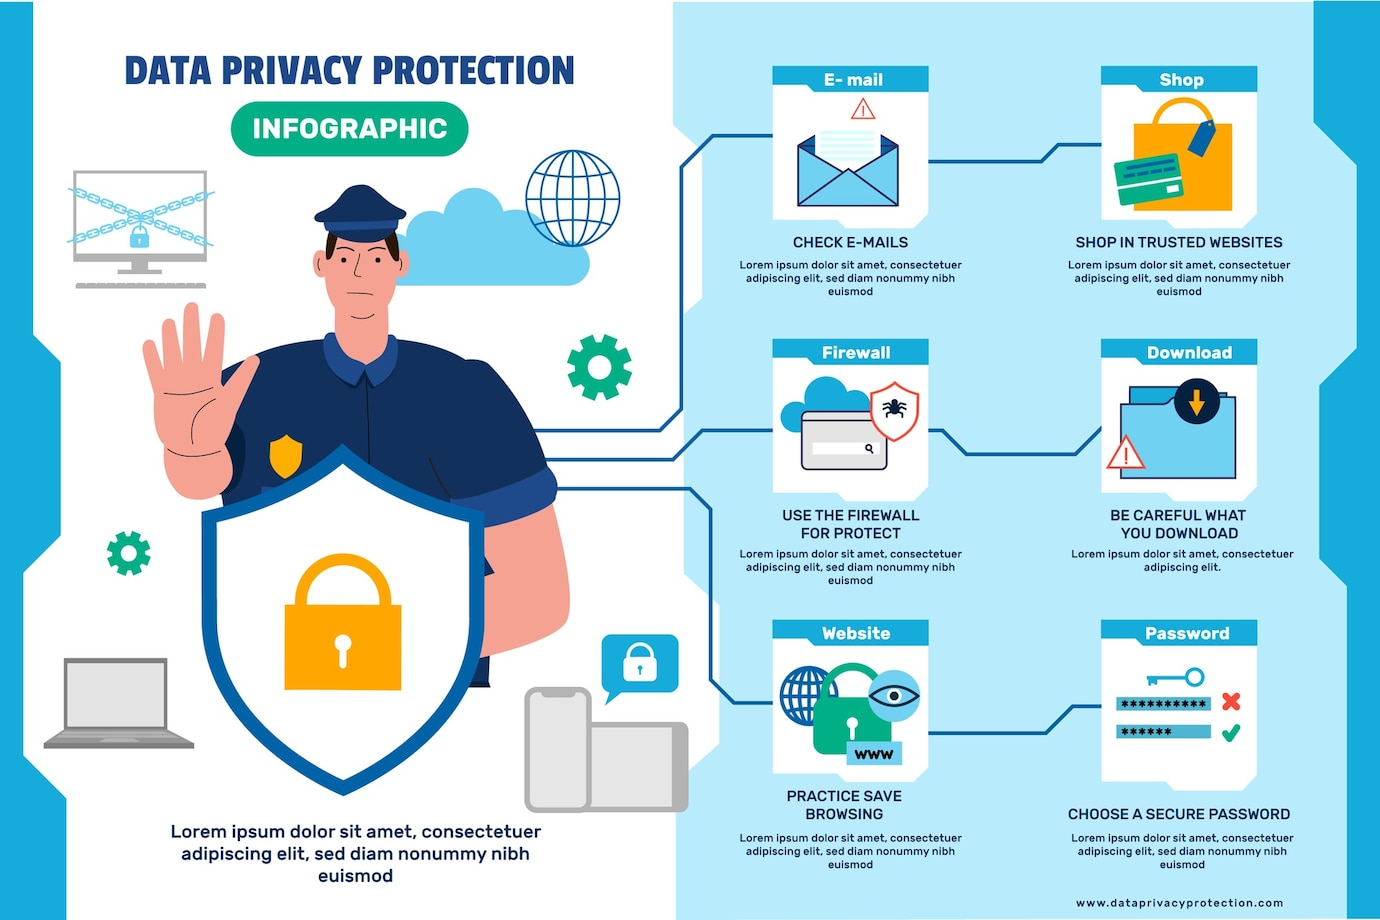 DATA PRIVACY PROTECTION
INFOGRAPHIC
Lorem ipsum dolor sit amet, consectetuer
adipiscing elit, sed diam nonummy nibh
euismod
E- mail
CHECK E-MAILS
Lorem ipsum dolor sit amet, consectetuer
adipiscing elit, sed diam nonummy nibh
euismod
Shop
SHOP IN TRUSTED WEBSITES
Lorem ipsum dolor sit amet, consectetuer
adipiscing elit, sed diam nonummy nibh
euismod
Firewall
USE THE FIREWALL
FOR PROTECT
Lorem ipsum dolor sit amet, consectetuer
adipiscing elit, sed diam nonummy nibh
euismod
Download
BE CAREFUL WHAT
YOU DOWNLOAD
Lorem ipsum dolor sit amet, consectetuer
adipiscing elit.
Website
www
PRACTICE SAVE
BROWSING
Lorem ipsum dolor sit amet, consectetuer
adipiscing elit, sed diam nonummy nibh
euismod
Password
**********
******
CHOOSE A SECURE PASSWORD
Lorem ipsum dolor sit amet, consectetuer
adipiscing elit, sed diam nonummy nibh
euismod
www.dataprivacyprotection.com